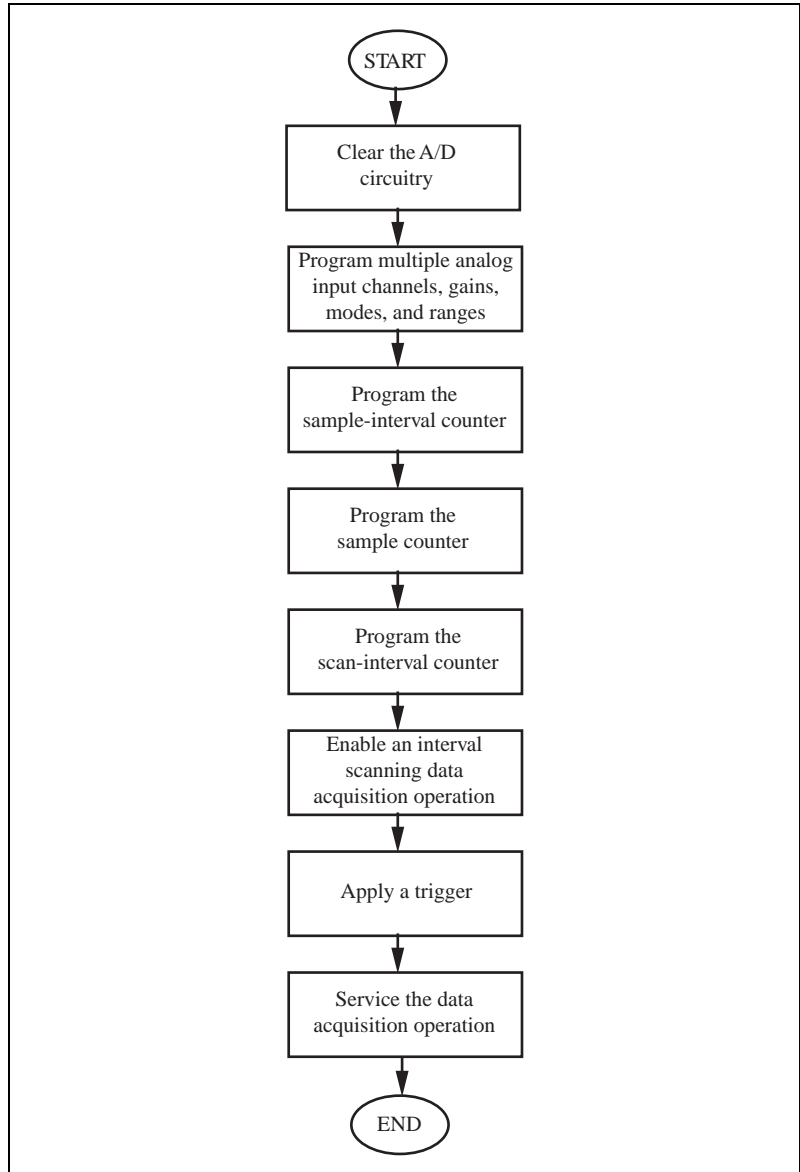 START
Clear the A/D
circuitry
Program multiple analog
input channels, gains,
modes, and ranges
Program the
sample-interval counter
Program the
sample counter
Program the
scan-interval counter
Enable an interval
scanning data
acquisition operation
Apply a trigger
Service the data
acquisition operation
END